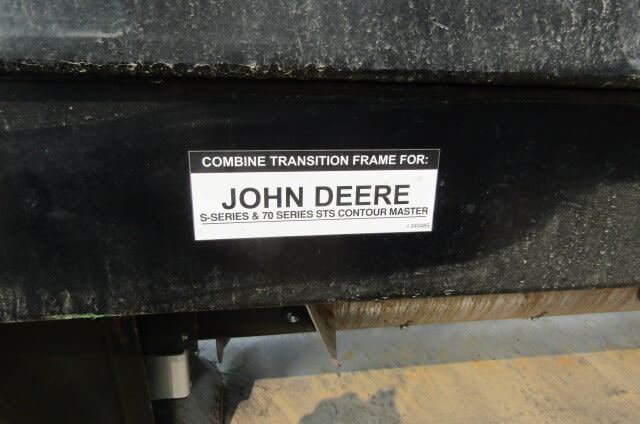 COMBINE TRANSITION FRAME FOR:
JOHN DEERE
S-SERIES & 70 SERIES STS CONTOUR MASTER